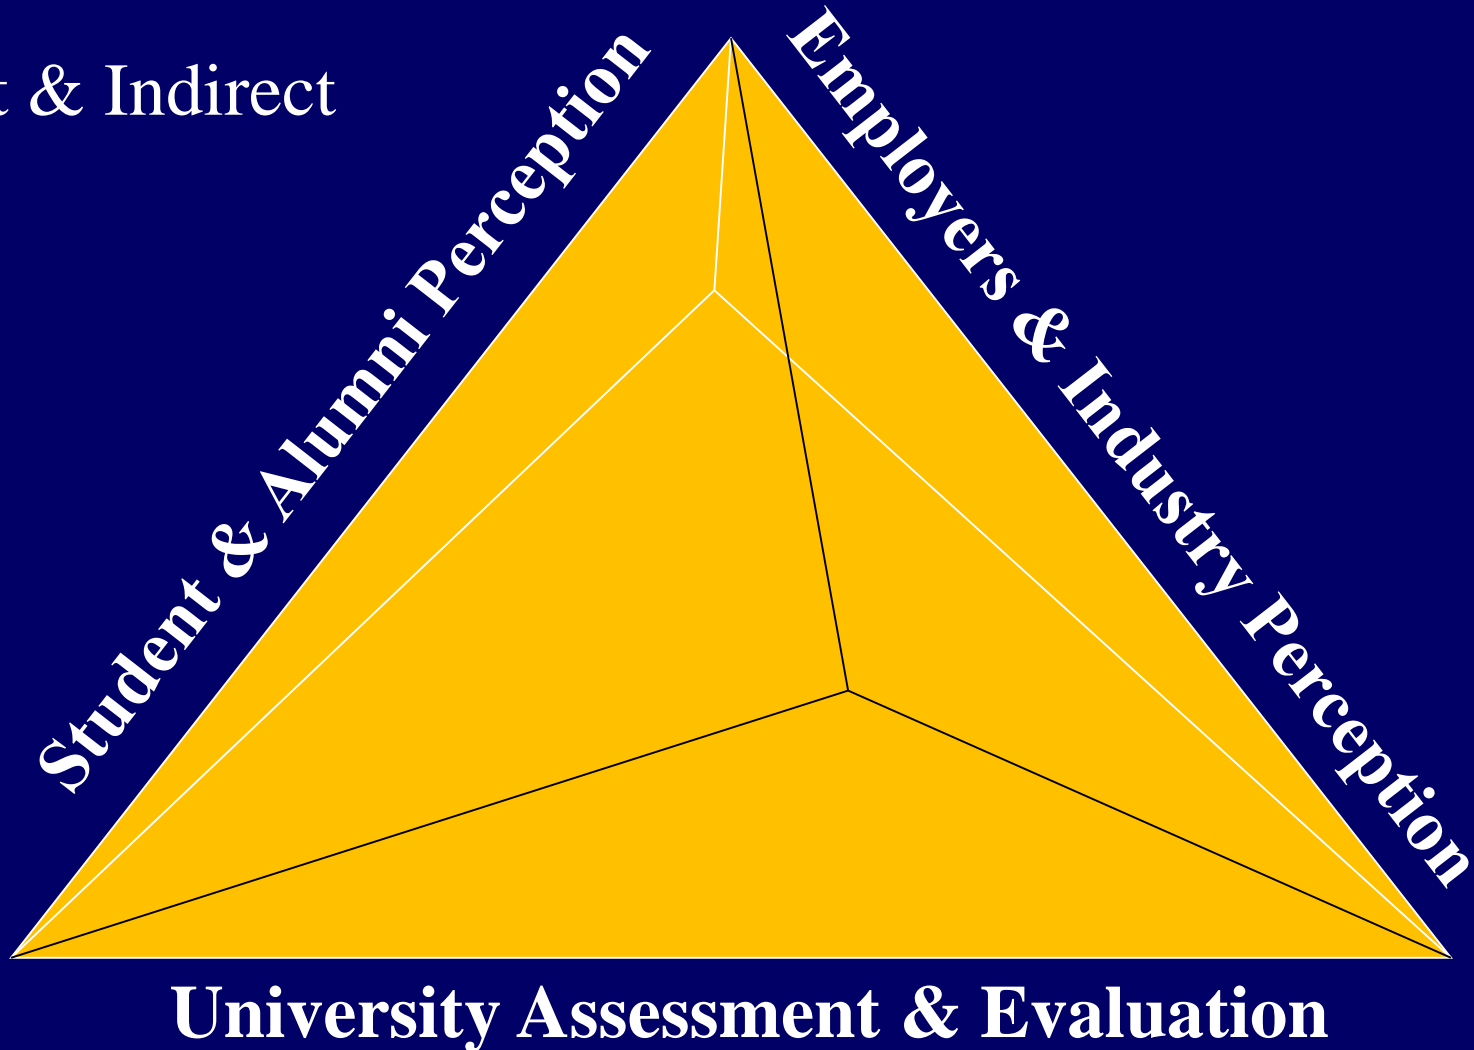 & Indirect
Student & Alumni Perception
Employers & Industry Perception
University Assessment & Evaluation